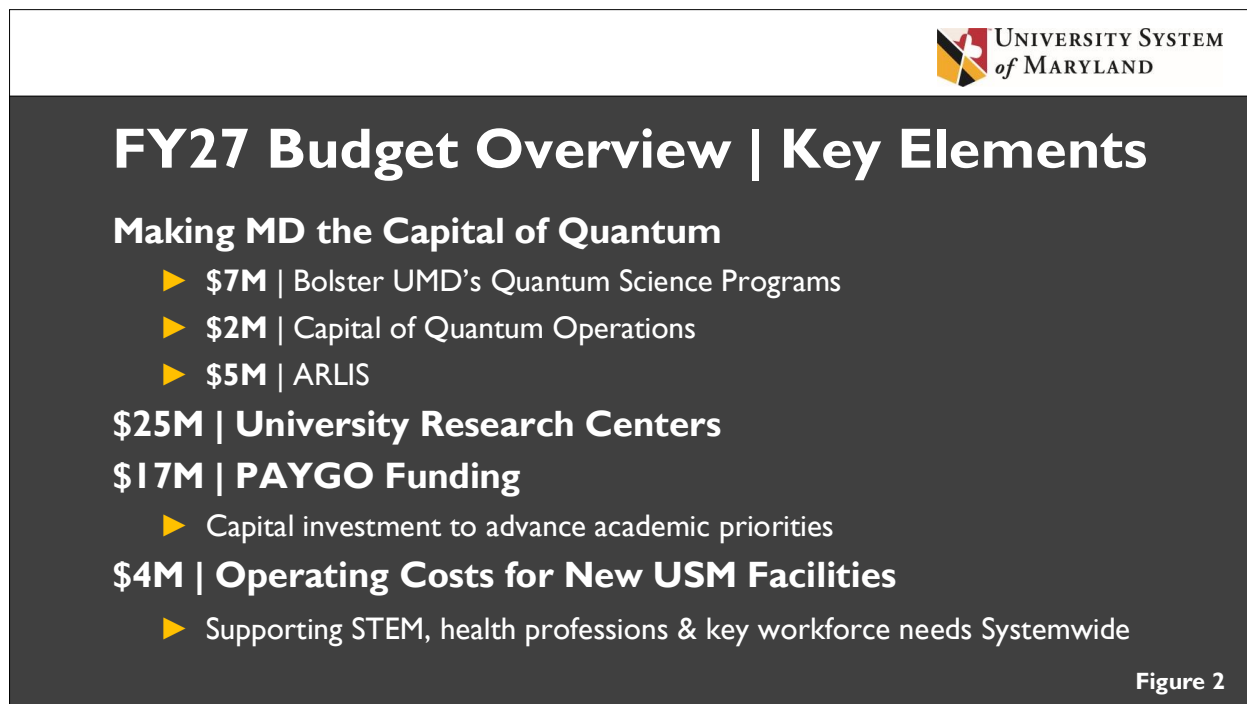 UNIVERSITY SYSTEM
of MARYLAND
FY27 Budget Overview | Key Elements
Making MD the Capital of Quantum
► $7M | Bolster UMD’s Quantum Science Programs
► $2M | Capital of Quantum Operations
► $5M | ARLIS
$25M | University Research Centers
$17M | PAYGO Funding
► Capital investment to advance academic priorities
$4M | Operating Costs for New USM Facilities
► Supporting STEM, health professions & key workforce needs Systemwide
Figure 2